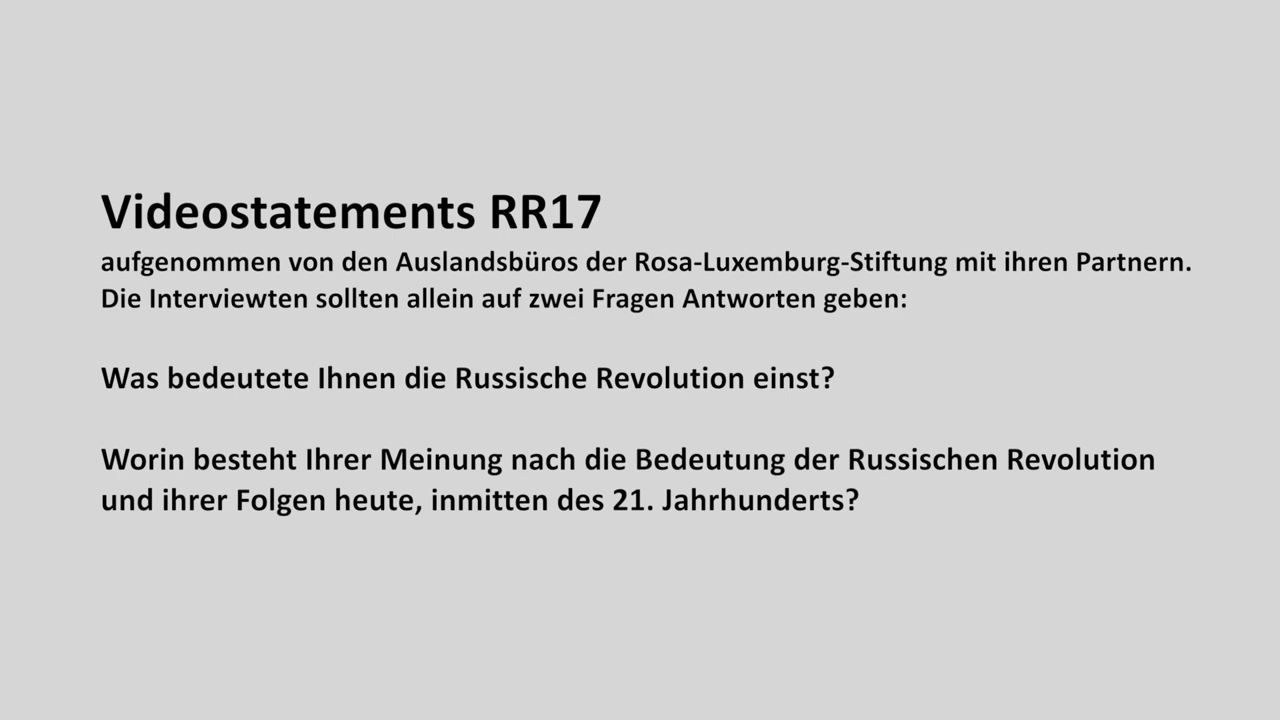 Videostatements RR17
aufgenommen von den Auslandsbüros der Rosa-Luxemburg-Stiftung mit ihren Partnern.
Die Interviewten sollten allein auf zwei Fragen Antworten geben:
Was bedeutete Ihnen die Russische Revolution einst?
Worin besteht Ihrer Meinung nach die Bedeutung der Russischen Revolution
und ihrer Folgen heute, inmitten des 21. Jahrhunderts?